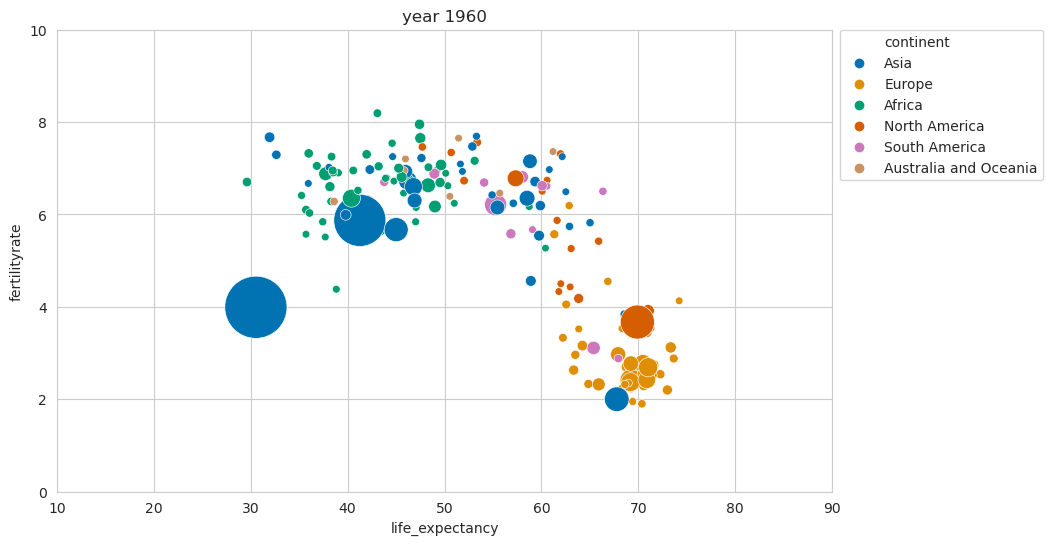 year 1960
continent
Asia
Europe
Africa
North America
South America
Australia and Oceania
fertilityrate
10
8
6
4
2
0
10 20 30 40 50 60 70 80 90
life_expectancy